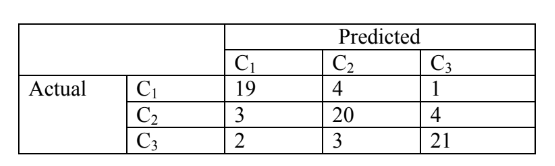 Predicted
C₁ C₂ C₃
Actual C₁ 19 4 1
C₂ 3 20 4
C₃ 2 3 21